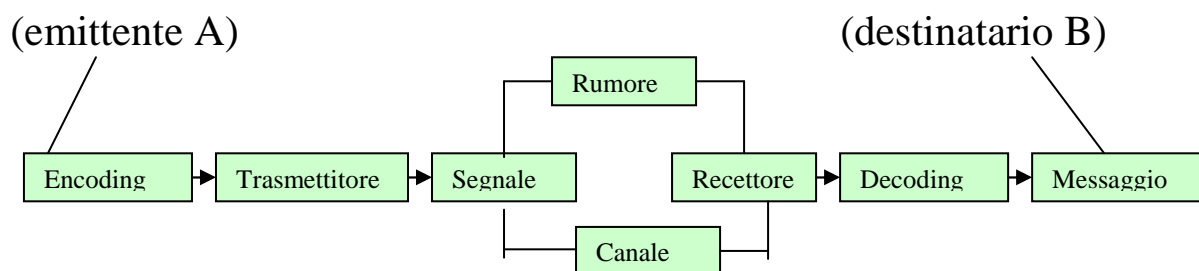 (emittente A)
(destinatario B)
Rumore
Encoding
Trasmettitore
Segnale
Recettore
Decoding
Messaggio
Canale